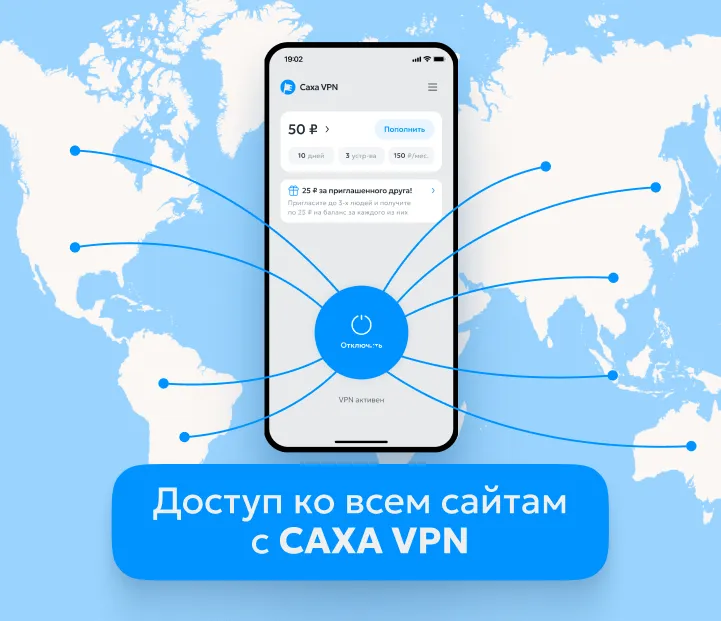 19:02
Саха VPN
50 ₽ >
Пополнить
10 дней
3 устр-ва
150 ₽/мес.
25 ₽ за приглашенного друга! >
Пригласите до 3-х людей и получите
по 25 ₽ на баланс за каждого из них
Отключить
VPN активен
Доступ ко всем сайтам
с САХА VPN